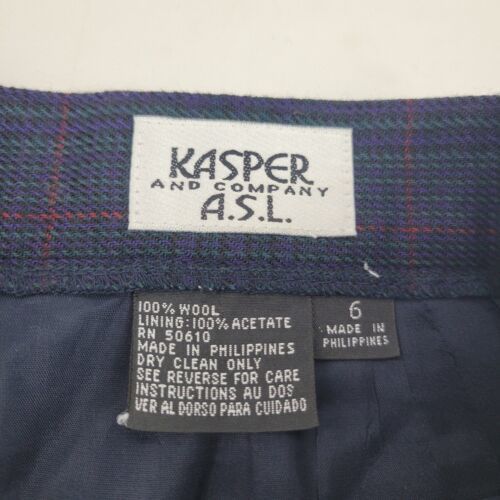 KASPER
AND COMPANY
A.S.L.
100% WOOL
LINING: 100% ACETATE
RN 50610
MADE IN PHILIPPINES
DRY CLEAN ONLY
SEE REVERSE FOR CARE
INSTRUCTIONS AU DOS
VER AL DORSO PARA CUIDADO
6
MADE IN
PHILIPPINES